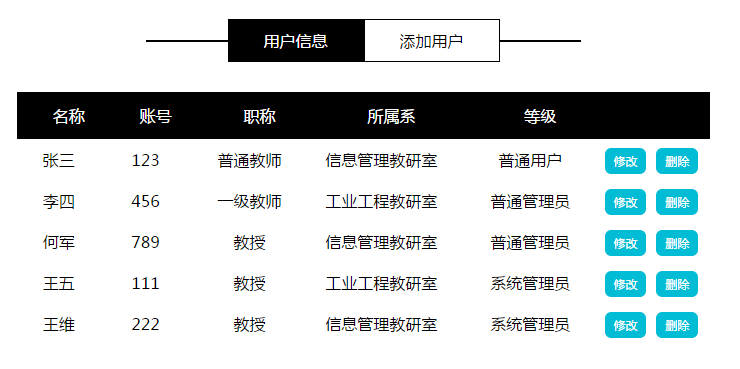 用户信息 添加用户
名称 账号 职称 所属系 等级
张三 123 普通教师 信息管理教研室 普通用户 修改 删除
李四 456 一级教师 工业工程教研室 普通管理员 修改 删除
何军 789 教授 信息管理教研室 普通管理员 修改 删除
王五 111 教授 工业工程教研室 系统管理员 修改 删除
王维 222 教授 信息管理教研室 系统管理员 修改 删除